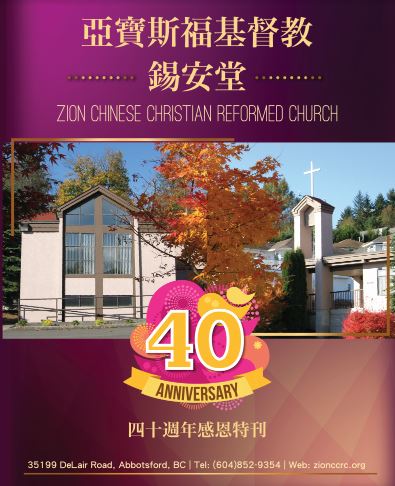 亞寶斯福基督教
錫安堂
ZION CHINESE CHRISTIAN REFORMED CHURCH
40
ANNIVERSARY
四十週年感恩特刊
35199 DeLair Road, Abbotsford, BC | Tel: (604)852-9354 | Web: zionccrc.org